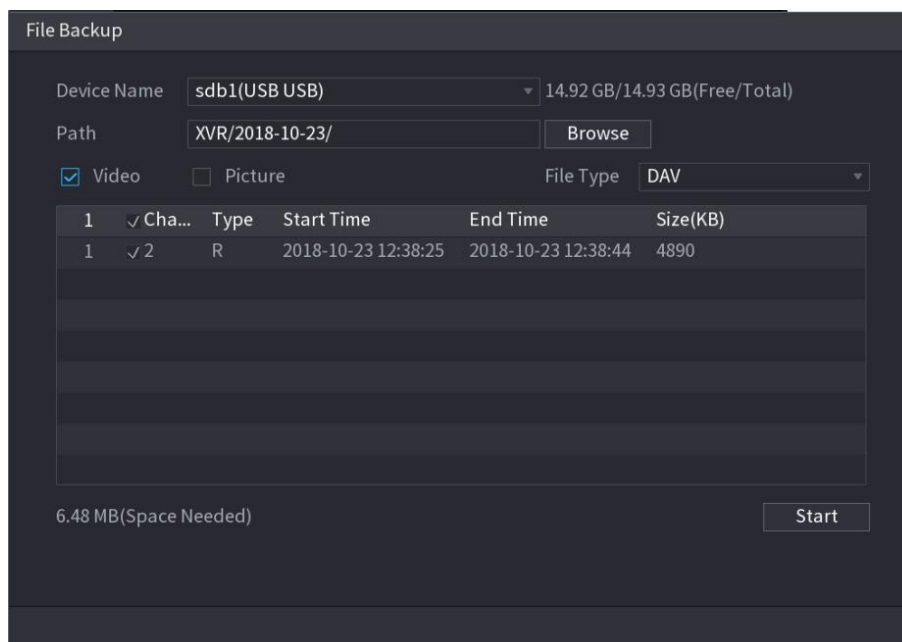 File Backup
Device Name sdb1(USB USB) 14.92 GB/14.93 GB(Free/Total)
Path XVR/2018-10-23/ Browse
Video Picture File Type DAV
1 Cha... Type Start Time End Time Size(KB)
1 2 R 2018-10-23 12:38:25 2018-10-23 12:38:44 4890
6.48 MB(Space Needed) Start